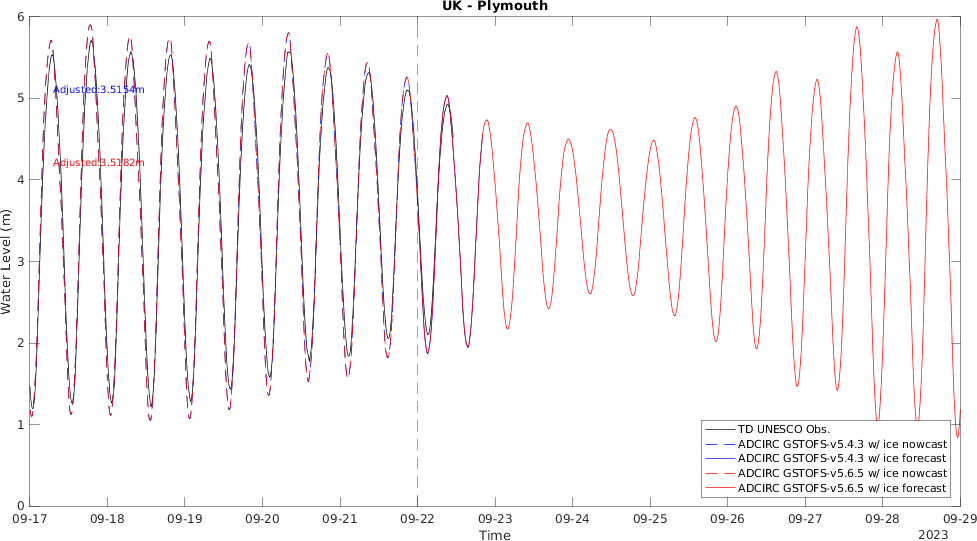 UK - Plymouth
6
5
4
3
2
1
0
Water Level (m)
Adjusted:3.5154m
Adjusted:3.5182m
TD UNESCO Obs.
ADCIRC GSTOFS-v5.4.3 w/ ice nowcast
ADCIRC GSTOFS-v5.4.3 w/ ice forecast
ADCIRC GSTOFS-v5.6.5 w/ ice nowcast
ADCIRC GSTOFS-v5.6.5 w/ ice forecast
09-17 09-18 09-19 09-20 09-21 09-22 09-23 09-24 09-25 09-26 09-27 09-28 09-29
Time
2023